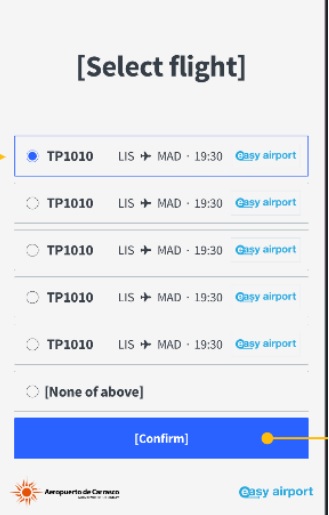 [Select flight]
TP1010 LIS ✈ MAD · 19:30 easy airport
TP1010 LIS ✈ MAD · 19:30 easy airport
TP1010 LIS ✈ MAD · 19:30 easy airport
TP1010 LIS ✈ MAD · 19:30 easy airport
TP1010 LIS ✈ MAD · 19:30 easy airport
[None of above]
[Confirm]
Aeropuerto de Carrasco
easy airport